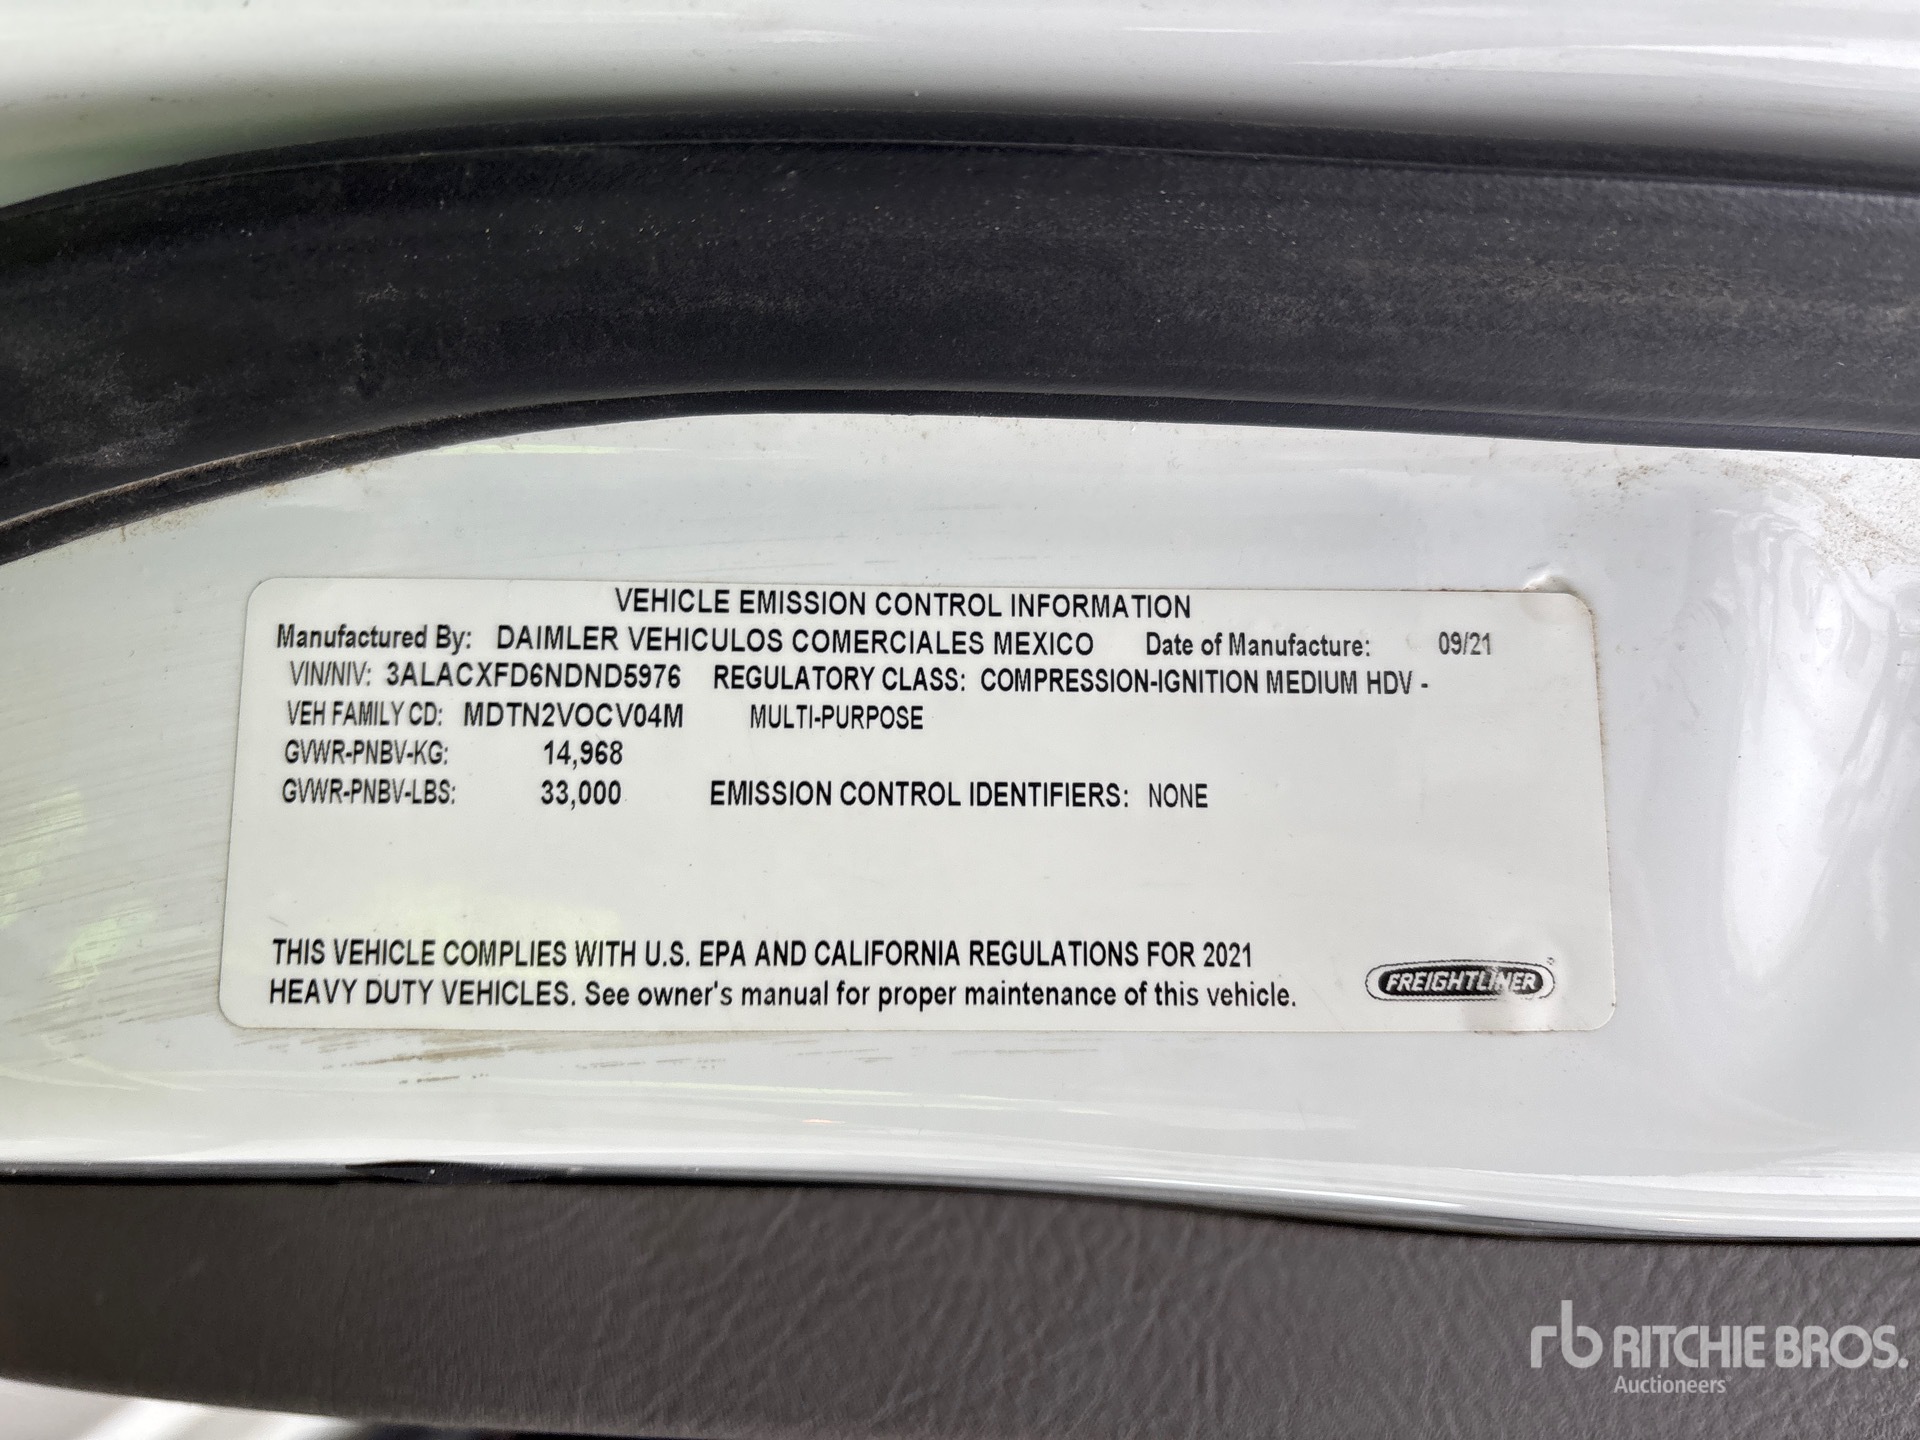 VEHICLE EMISSION CONTROL INFORMATION
Manufactured By: DAIMLER VEHICULOS COMERCIALES MEXICO Date of Manufacture: 09/21
VIN/NIV: 3ALACXFD6NDND5976 REGULATORY CLASS: COMPRESSION-IGNITION MEDIUM HDV -
VEH FAMILY CD: MDTN2VOCV04M MULTI-PURPOSE
GVWR-PNBV-KG: 14,968
GVWR-PNBV-LBS: 33,000 EMISSION CONTROL IDENTIFIERS: NONE
THIS VEHICLE COMPLIES WITH U.S. EPA AND CALIFORNIA REGULATIONS FOR 2021
HEAVY DUTY VEHICLES. See owner's manual for proper maintenance of this vehicle.
FREIGHTLINER
rb RITCHIE BROS.
Auctioneers